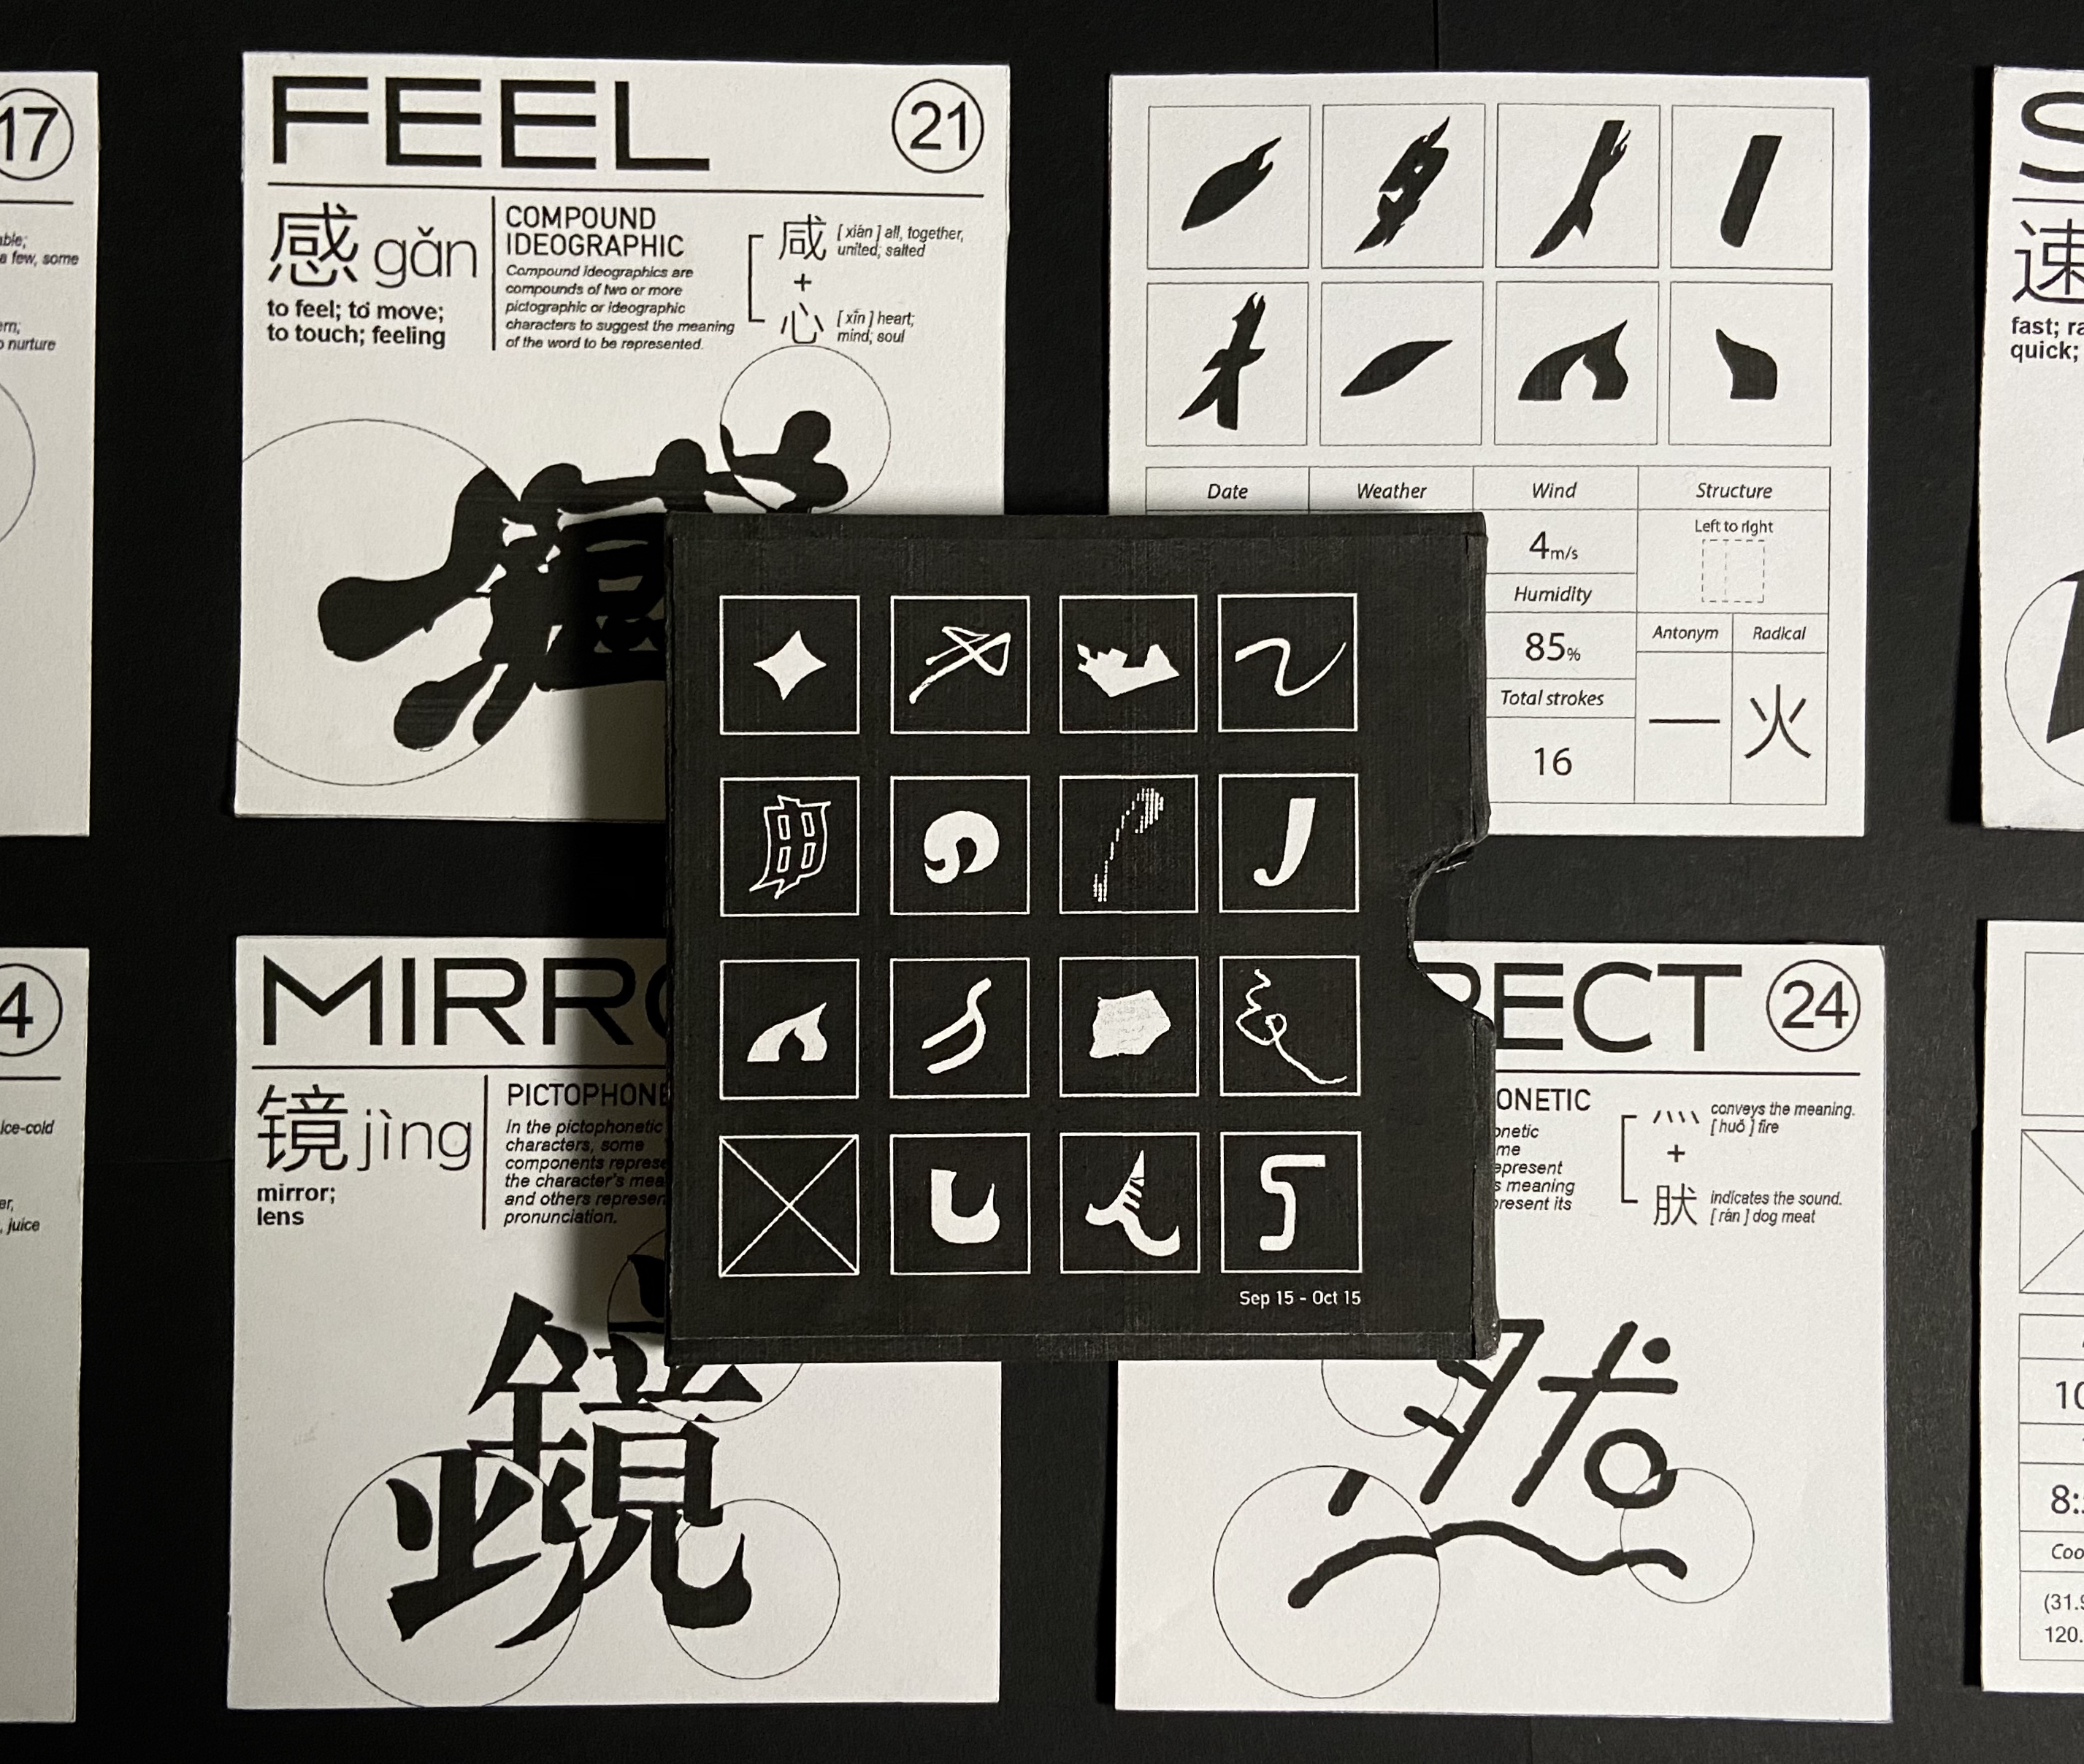 17
able;
a few, some
ern;
o nurture
FEEL
21
感 gǎn
to feel; to move;
to touch; feeling
COMPOUND
IDEOGRAPHIC
Compound ideographics are
compounds of two or more
pictographic or ideographic
characters to suggest the meaning
of the word to be represented.
咸 [ xián ] all, together,
united; salted
+
心 [ xīn ] heart;
mind; soul
Date Weather Wind Structure
4m/s
Left to right
Humidity
85%
Antonym Radical
Total strokes
16
— 火
S
速
fast; ra
quick;
4
ice-cold
er,
, juice
MIRRO
镜 jìng
mirror;
lens
PICTOPHONE
In the pictophonetic
characters, some
components represe
the character's mea
and others represen
pronunciation.
鏡
Sep 15 - Oct 15
PECT
24
ONETIC
onetic
me
epresent
s meaning
present its
灬 conveys the meaning.
[ huǒ ] fire
+
肰 indicates the sound.
[ rán ] dog meat
然
10
8:
Coo
(31.9
120.